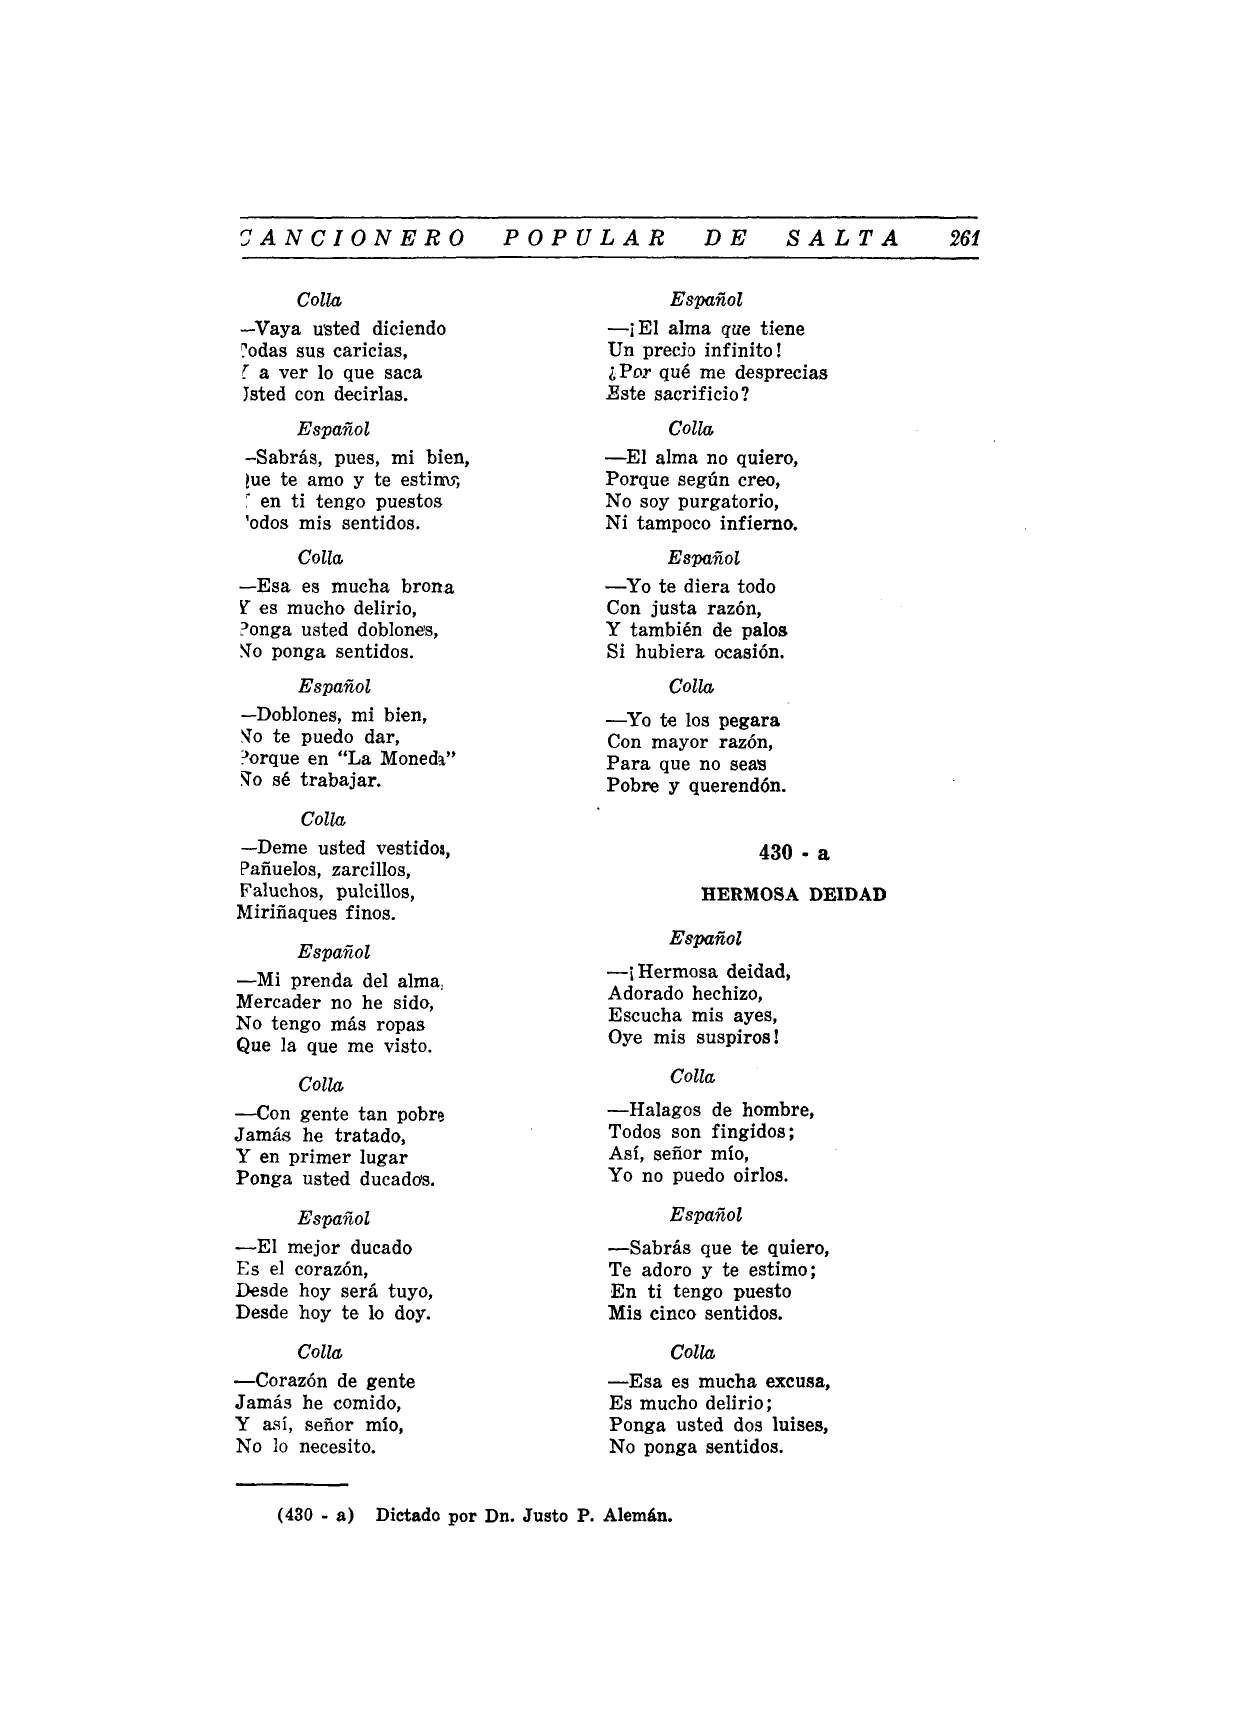 CANCIONERO POPULAR DE SALTA 261
Colla
—Vaya usted diciendo
Todas sus caricias,
Y a ver lo que saca
Usted con decirlas.
Español
—Sabrás, pues, mi bien,
Que te amo y te estimo;
Y en ti tengo puestos
Todos mis sentidos.
Colla
—Esa es mucha broma
Y es mucho delirio,
Ponga usted doblones,
No ponga sentidos.
Español
—Doblones, mi bien,
No te puedo dar,
Porque en “La Moneda”
No sé trabajar.
Colla
—Deme usted vestidos,
Pañuelos, zarcillos,
Faluchos, pulcillos,
Miriñaques finos.
Español
—Mi prenda del alma,
Mercader no he sido,
No tengo más ropas
Que la que me visto.
Colla
—Con gente tan pobre
Jamás he tratado,
Y en primer lugar
Ponga usted ducados.
Español
—El mejor ducado
Es el corazón,
Desde hoy será tuyo,
Desde hoy te lo doy.
Colla
—Corazón de gente
Jamás he comido,
Y así, señor mío,
No lo necesito.
Español
—¡El alma que tiene
Un precio infinito!
¿Por qué me desprecias
Este sacrificio?
Colla
—El alma no quiero,
Porque según creo,
No soy purgatorio,
Ni tampoco infierno.
Español
—Yo te diera todo
Con justa razón,
Y también de palos
Si hubiera ocasión.
Colla
—Yo te los pegara
Con mayor razón,
Para que no seas
Pobre y querendón.
430 - a
HERMOSA DEIDAD
Español
—¡Hermosa deidad,
Adorado hechizo,
Escucha mis ayes,
Oye mis suspiros!
Colla
—Halagos de hombre,
Todos son fingidos;
Así, señor mío,
Yo no puedo oirlos.
Español
—Sabrás que te quiero,
Te adoro y te estimo;
En ti tengo puesto
Mis cinco sentidos.
Colla
—Esa es mucha excusa,
Es mucho delirio;
Ponga usted dos luises,
No ponga sentidos.
(430 - a) Dictado por Dn. Justo P. Alemán.